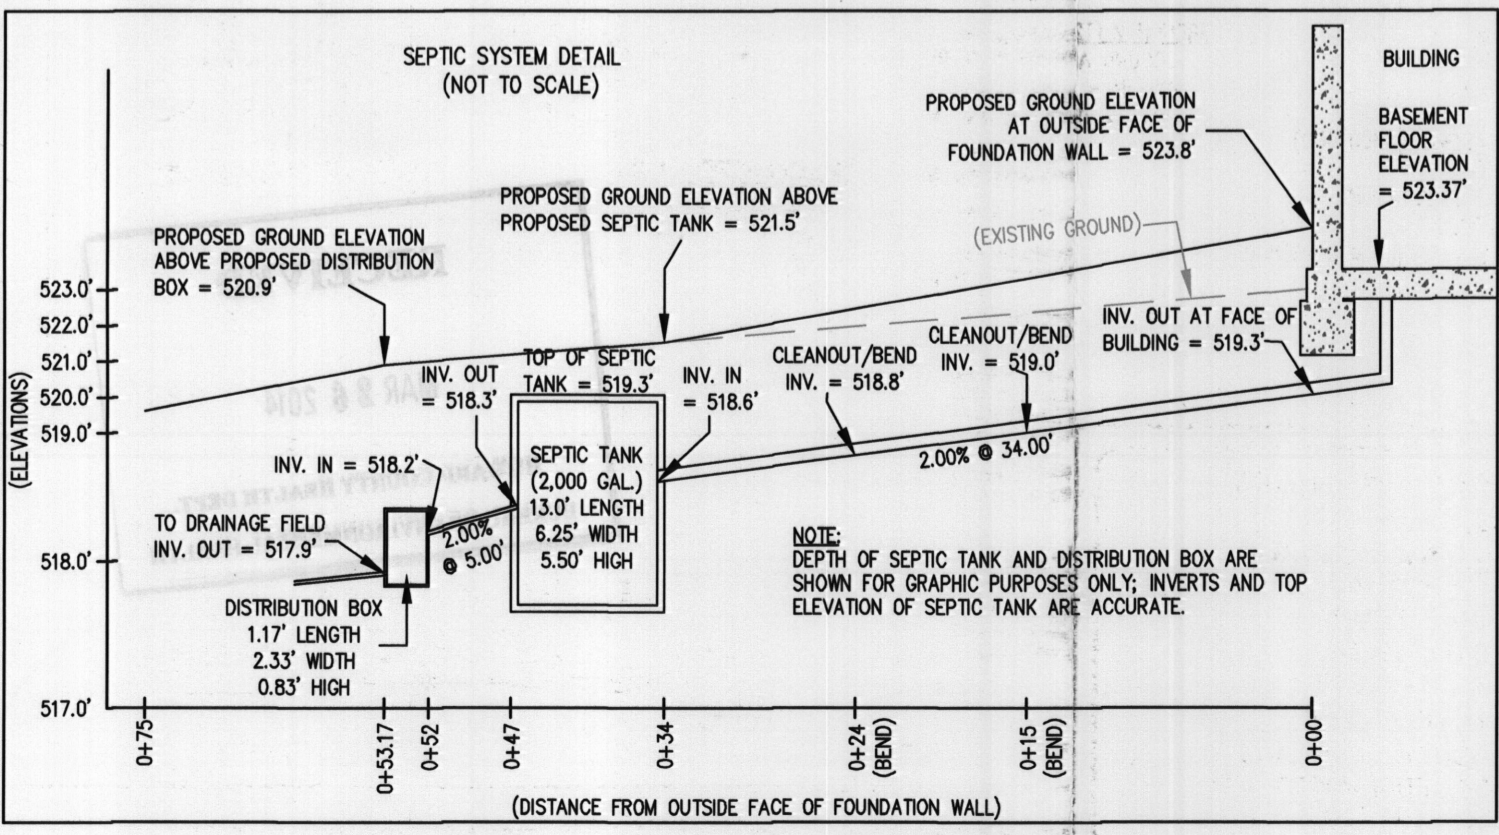 SEPTIC SYSTEM DETAIL
(NOT TO SCALE)
BUILDING
PROPOSED GROUND ELEVATION
AT OUTSIDE FACE OF
FOUNDATION WALL = 523.8'
BASEMENT
FLOOR
ELEVATION
= 523.37'
PROPOSED GROUND ELEVATION ABOVE
PROPOSED SEPTIC TANK = 521.5'
(EXISTING GROUND)
PROPOSED GROUND ELEVATION
ABOVE PROPOSED DISTRIBUTION
BOX = 520.9'
523.0'
522.0'
521.0'
520.0'
519.0'
518.0'
517.0'
(ELEVATIONS)
INV. OUT
= 518.3'
TOP OF SEPTIC
TANK = 519.3'
INV. IN
= 518.6'
CLEANOUT/BEND
INV. = 518.8'
CLEANOUT/BEND
INV. = 519.0'
INV. OUT AT FACE OF
BUILDING = 519.3'
2.00% @ 34.00'
INV. IN = 518.2'
SEPTIC TANK
(2,000 GAL.)
13.0' LENGTH
6.25' WIDTH
5.50' HIGH
TO DRAINAGE FIELD
INV. OUT = 517.9'
2.00%
@ 5.00'
DISTRIBUTION BOX
1.17' LENGTH
2.33' WIDTH
0.83' HIGH
NOTE:
DEPTH OF SEPTIC TANK AND DISTRIBUTION BOX ARE
SHOWN FOR GRAPHIC PURPOSES ONLY; INVERTS AND TOP
ELEVATION OF SEPTIC TANK ARE ACCURATE.
RECEIVED
MAR 26 2014
COUNTY HEALTH DEPT.
0+75
0+53.17
0+52
0+47
0+34
0+24
(BEND)
0+15
(BEND)
0+00
(DISTANCE FROM OUTSIDE FACE OF FOUNDATION WALL)